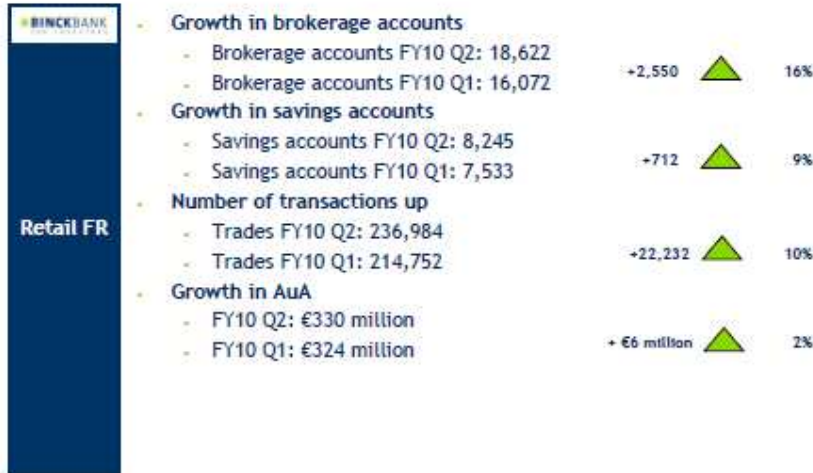 BINCKBANK
Growth in brokerage accounts
Brokerage accounts FY10 Q2: 18,622
Brokerage accounts FY10 Q1: 16,072
+2,550 16%
Growth in savings accounts
Savings accounts FY10 Q2: 8,245
Savings accounts FY10 Q1: 7,533
+712 9%
Number of transactions up
Retail FR
Trades FY10 Q2: 236,984
Trades FY10 Q1: 214,752
+22,232 10%
Growth in AuA
FY10 Q2: €330 million
FY10 Q1: €324 million
+ €6 million 2%